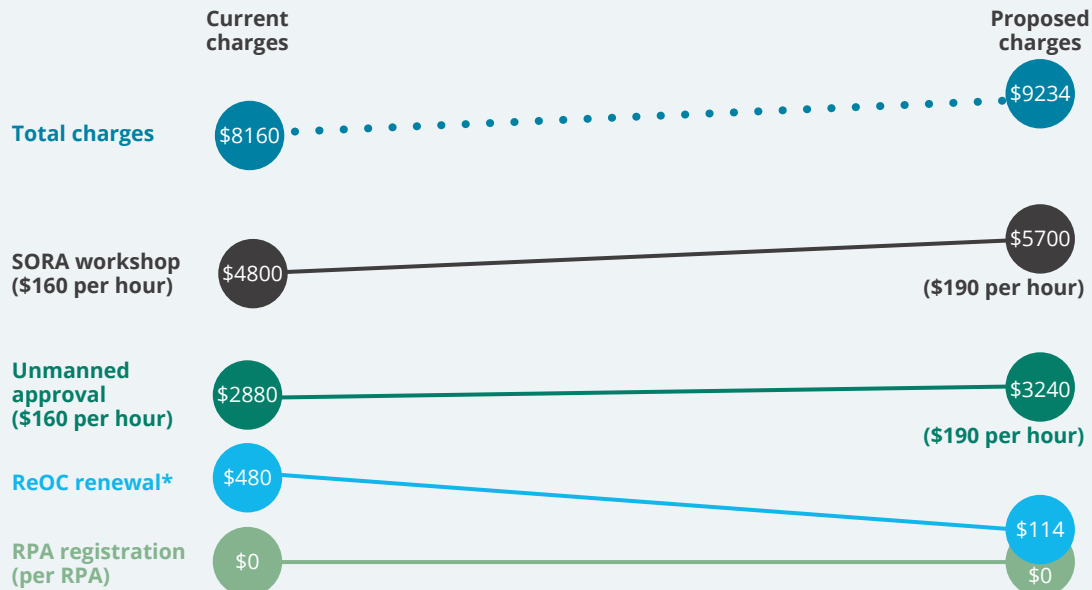 Current
charges
Proposed
charges
Total charges
$8160
$9234
SORA workshop
($160 per hour)
$4800
$5700
($190 per hour)
Unmanned
approval
($160 per hour)
$2880
$3240
($190 per hour)
ReOC renewal*
$480
$114
RPA registration
(per RPA)
$0
$0